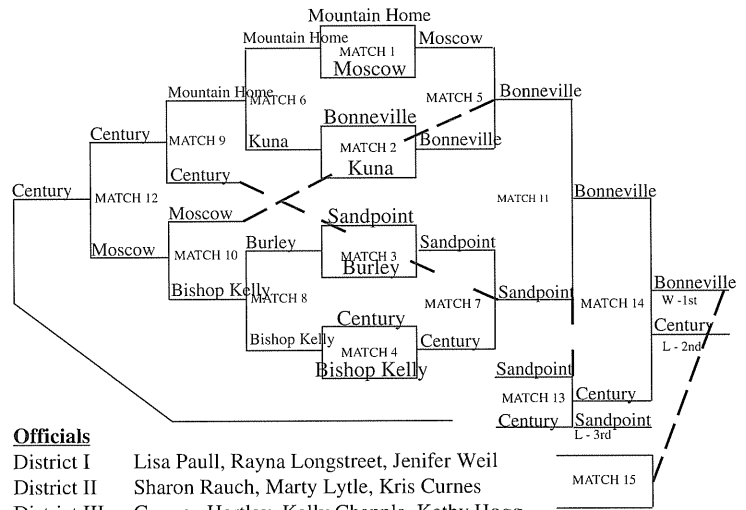 Mountain Home
Mountain Home
MATCH 1
Moscow
Moscow
Mountain Home
MATCH 6
MATCH 5
Bonneville
Bonneville
Century
MATCH 9
Kuna
MATCH 2
Bonneville
Kuna
Century
Century
MATCH 12
MATCH 11
Bonneville
Moscow
Sandpoint
Moscow
MATCH 10
Burley
MATCH 3
Sandpoint
Burley
Bishop Kelly
MATCH 8
MATCH 7
Sandpoint
MATCH 14
Bonneville
W -1st
Century
Century
L - 2nd
Bishop Kelly
MATCH 4
Century
Bishop Kelly
Sandpoint
MATCH 13
Century
Century
Sandpoint
L - 3rd
Officials
District I Lisa Paull, Rayna Longstreet, Jenifer Weil
MATCH 15
District II Sharon Rauch, Marty Lytle, Kris Curnes